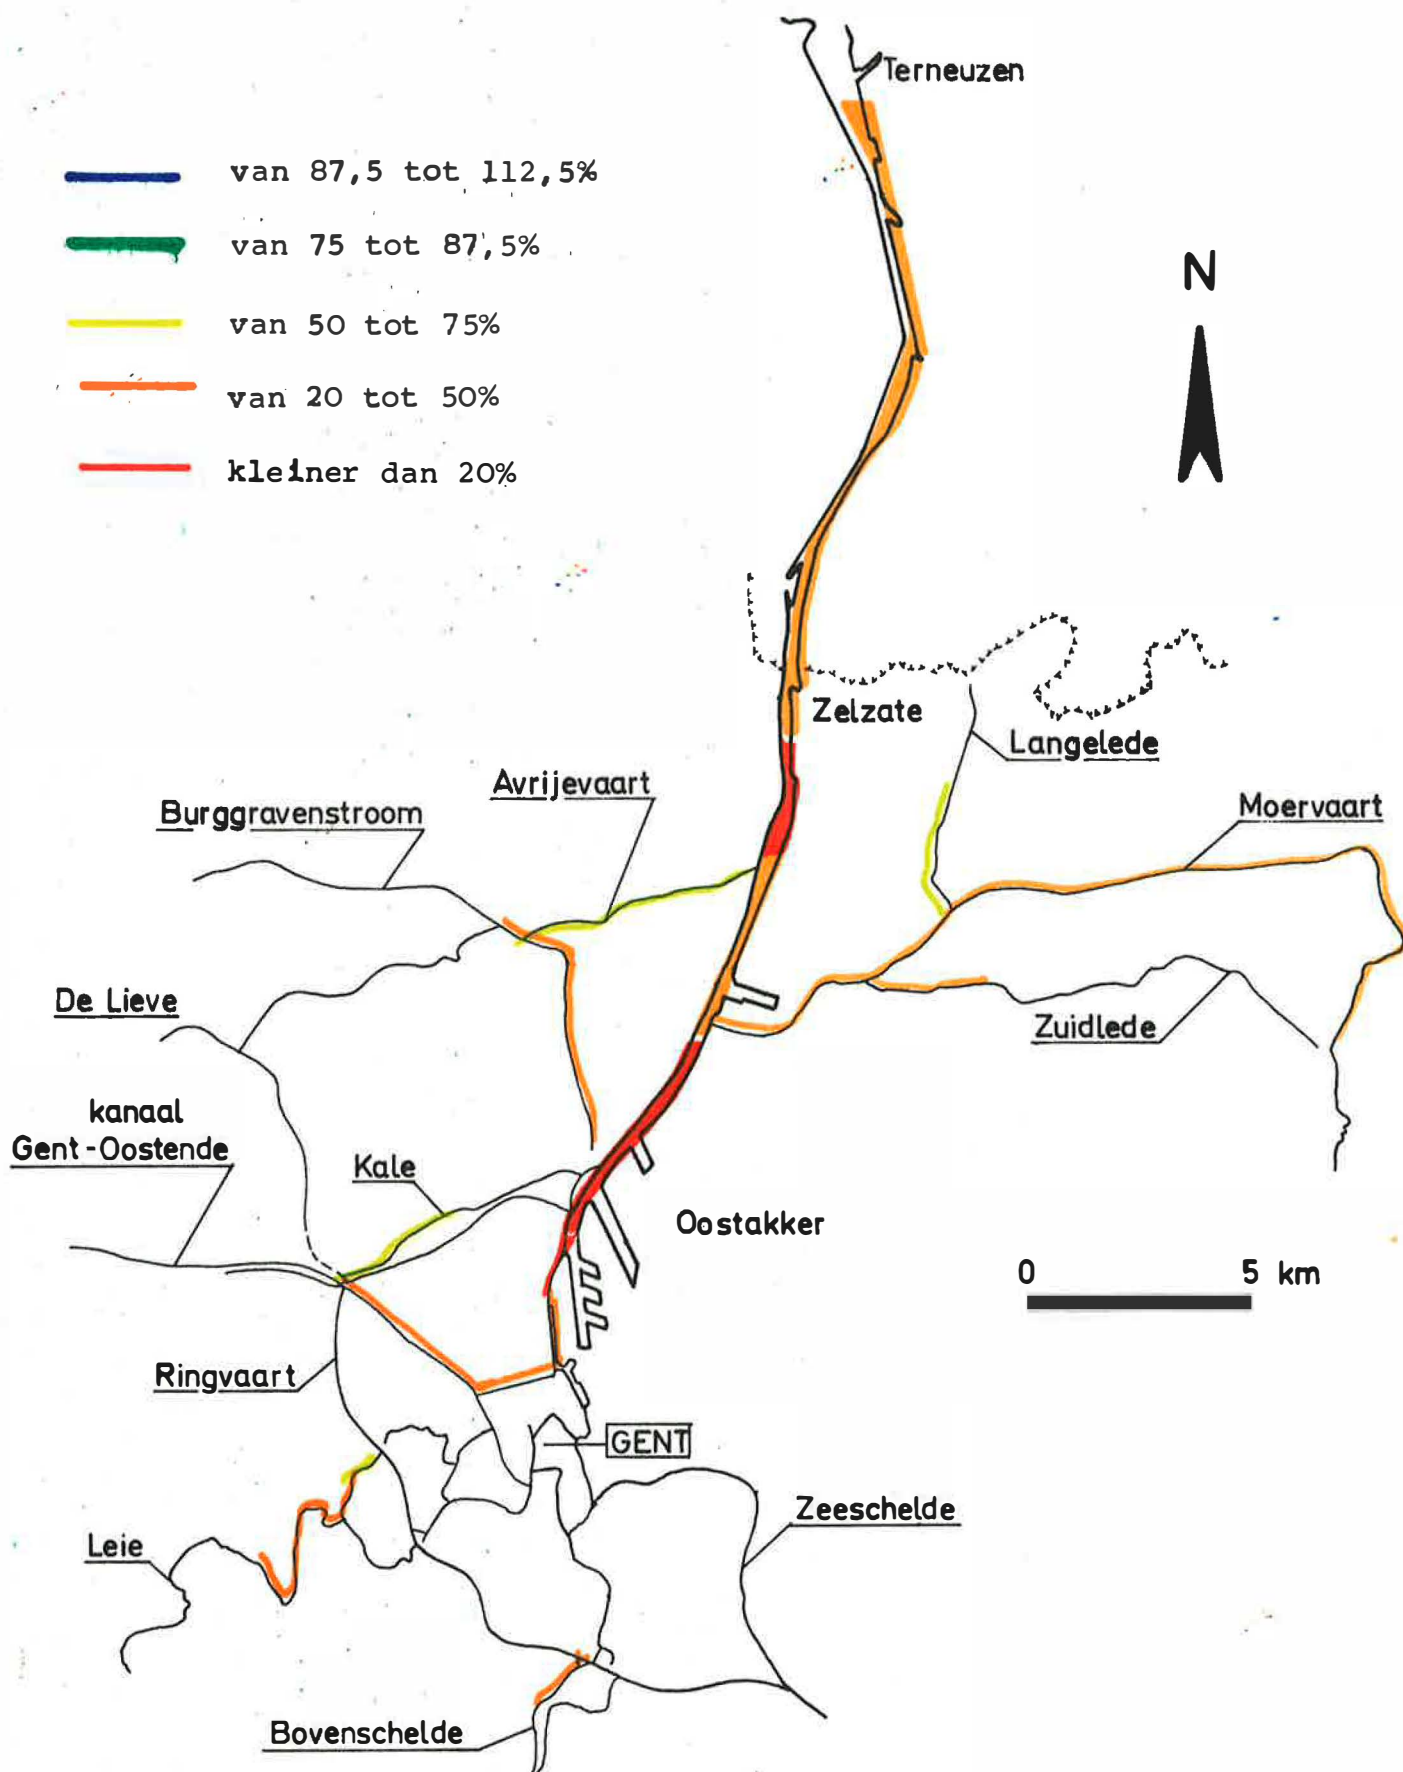 Terneuzen
van 87,5 tot 112,5%
van 75 tot 87,5%
van 50 tot 75%
van 20 tot 50%
kleiner dan 20%
N
Zelzate
Langelede
Avrijevaart
Burggravenstroom
Moervaart
De Lieve
Zuidlede
kanaal
Gent-Oostende
Kale
Oostakker
0 5 km
Ringvaart
GENT
Zeeschelde
Leie
Bovenschelde